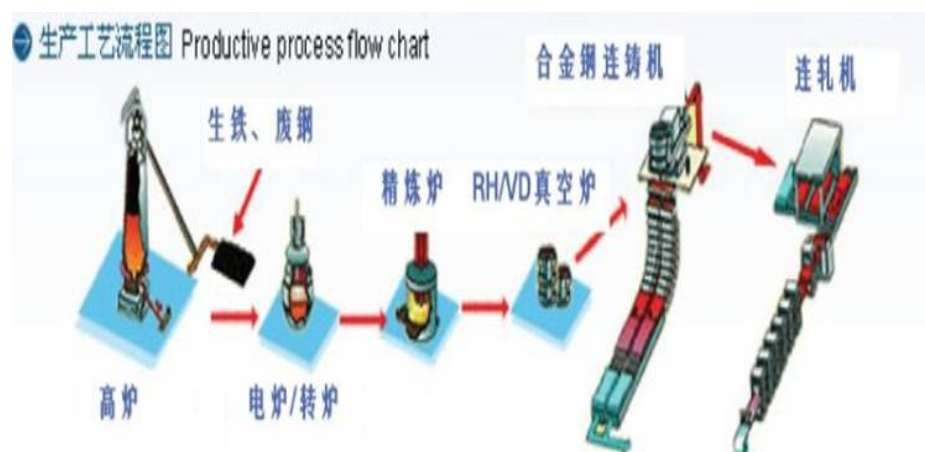 生产工艺流程图 Productive process flow chart
合金钢连铸机
连轧机
生铁、废钢
精炼炉
RH/VD真空炉
高炉
电炉/转炉